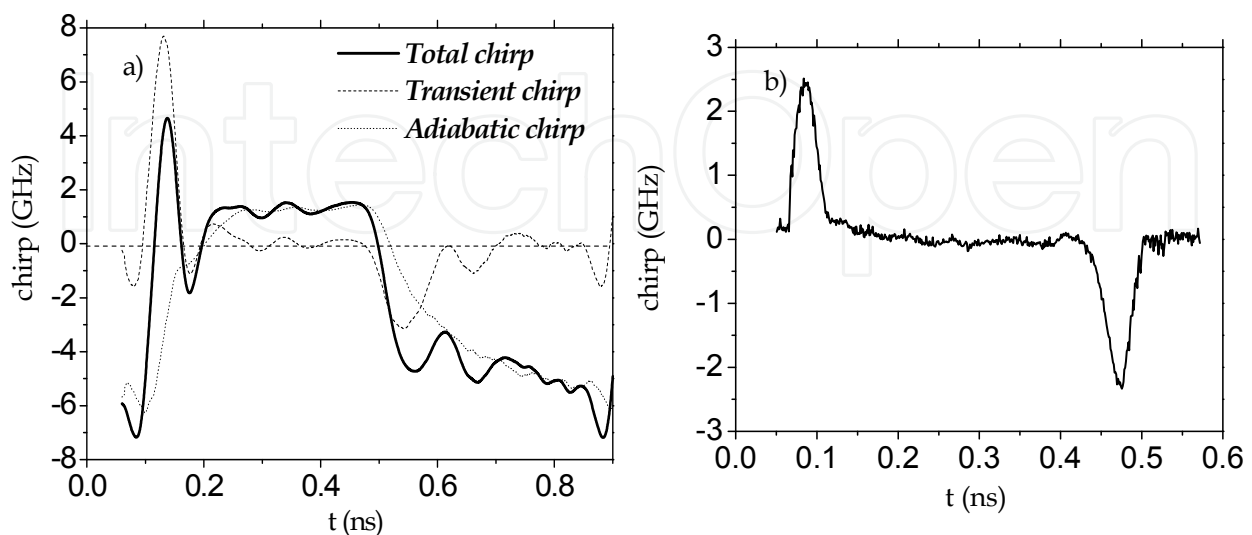 a)
Total chirp
Transient chirp
Adiabatic chirp
chirp (GHz)
8
6
4
2
0
-2
-4
-6
-8
0.0 0.2 0.4 0.6 0.8
t (ns)
b)
chirp (GHz)
3
2
1
0
-1
-2
-3
0.0 0.1 0.2 0.3 0.4 0.5 0.6
t (ns)
IntechOpen